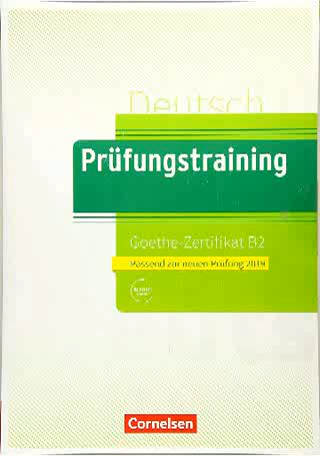 Deutsch
Prüfungstraining
Goethe-Zertifikat B2
Passend zur neuen Prüfung 2019
Cornelsen